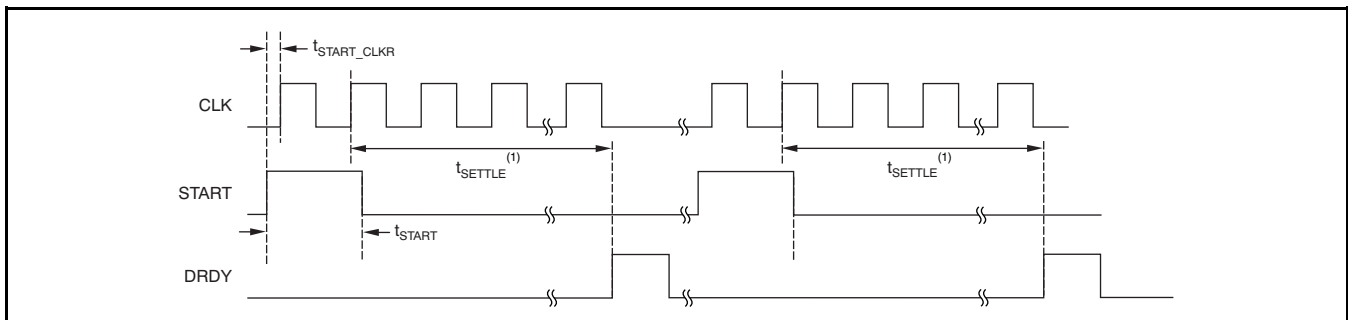 tSTART_CLKR
CLK
tSETTLE(1)
tSETTLE(1)
START
tSTART
DRDY